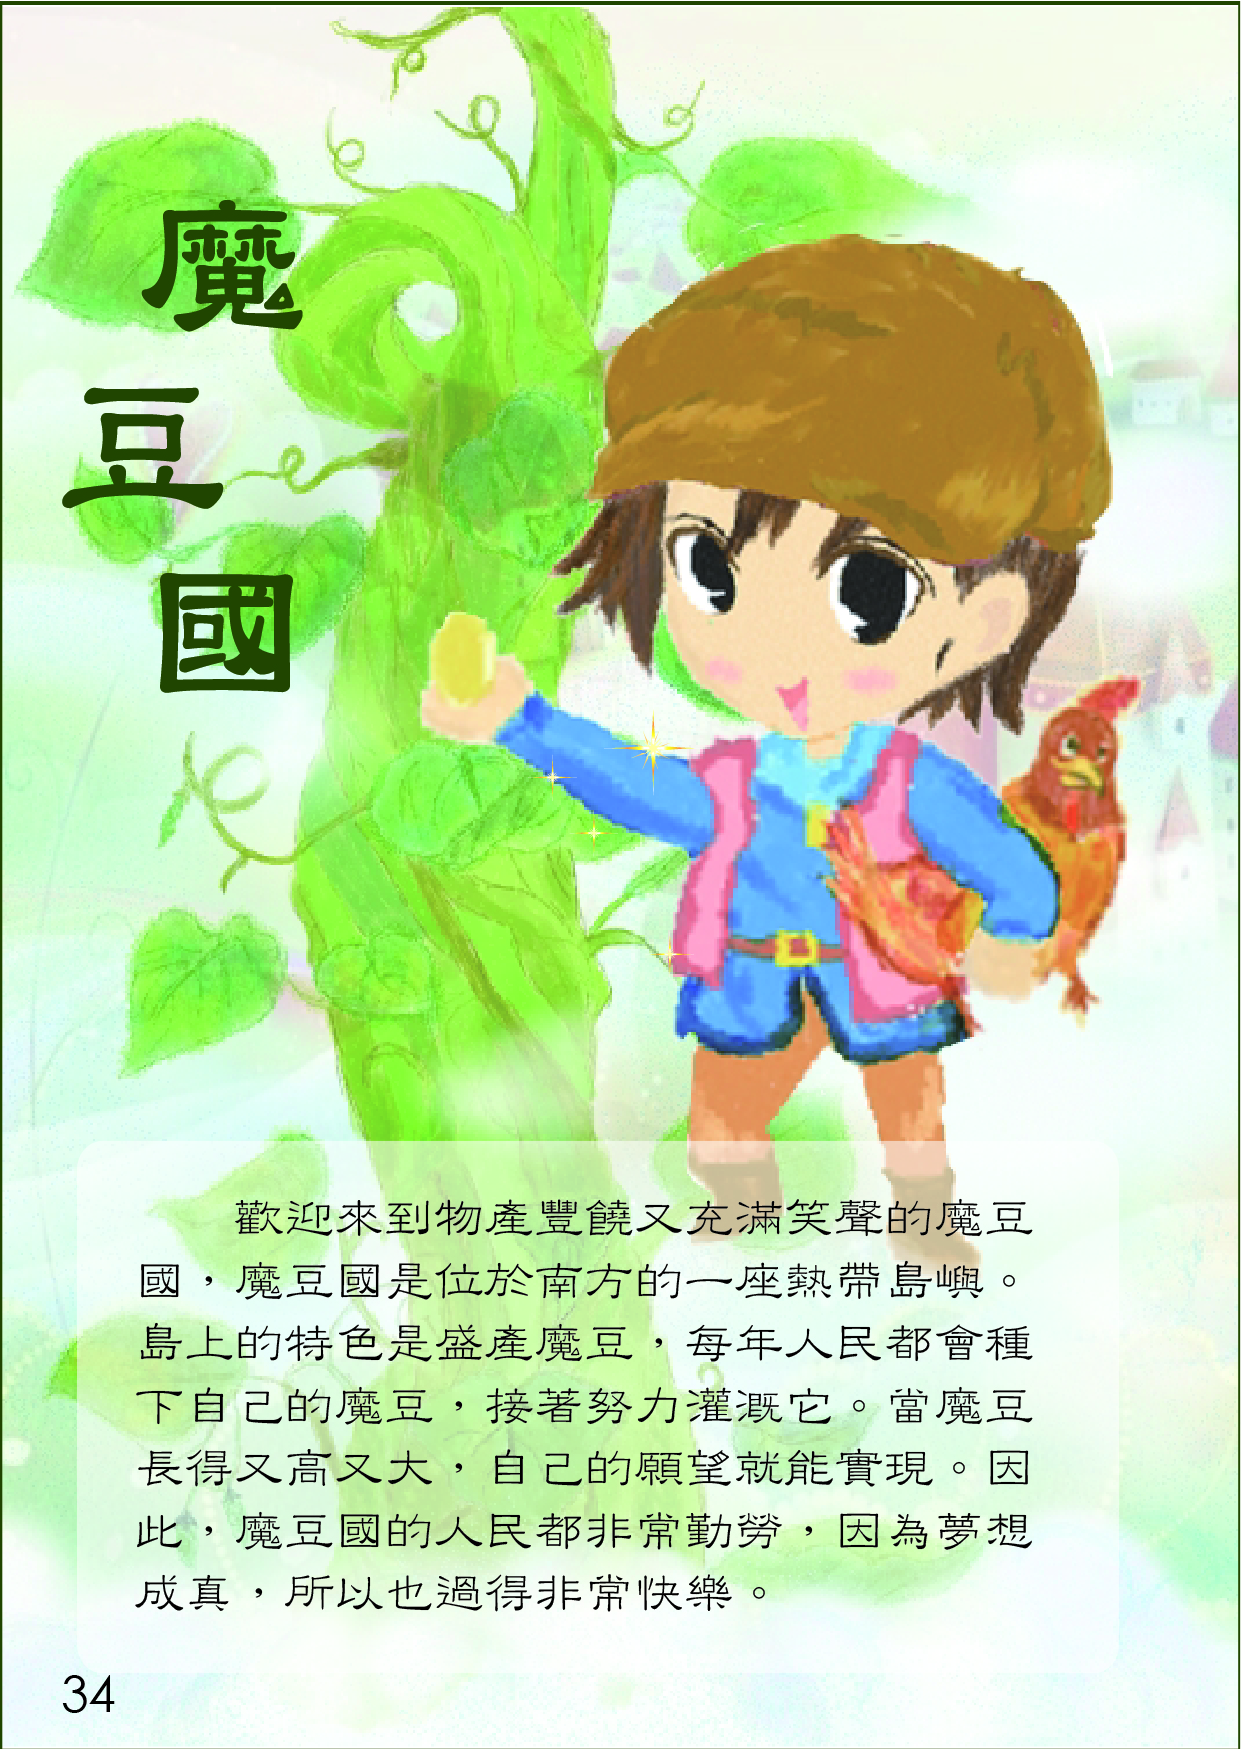 魔
豆
國
歡迎來到物產豐饒又充滿笑聲的魔豆
國，魔豆國是位於南方的一座熱帶島嶼。
島上的特色是盛產魔豆，每年人民都會種
下自己的魔豆，接著努力灌溉它。當魔豆
長得又高又大，自己的願望就能實現。因
此，魔豆國的人民都非常勤勞，因為夢想
成真，所以也過得非常快樂。
34